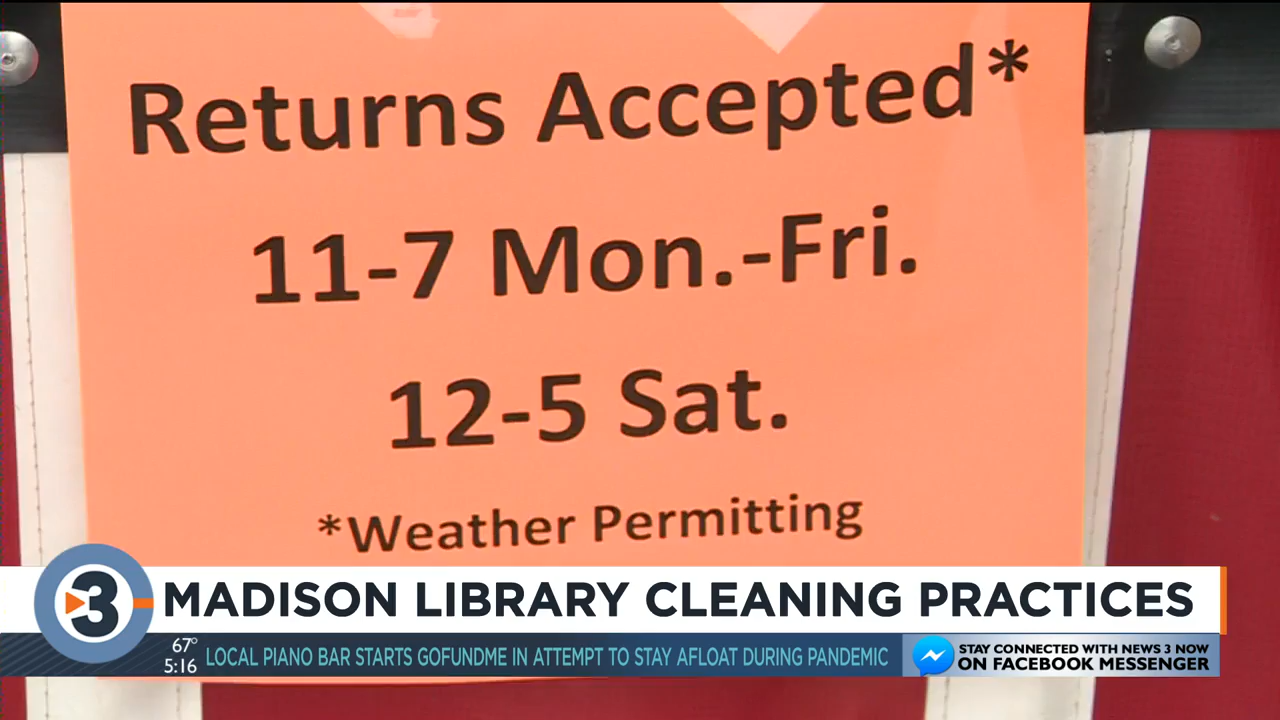 Returns Accepted*
11-7 Mon.-Fri.
12-5 Sat.
*Weather Permitting
3 MADISON LIBRARY CLEANING PRACTICES
67°
5:16
LOCAL PIANO BAR STARTS GOFUNDME IN ATTEMPT TO STAY AFLOAT DURING PANDEMIC
STAY CONNECTED WITH NEWS 3 NOW
ON FACEBOOK MESSENGER